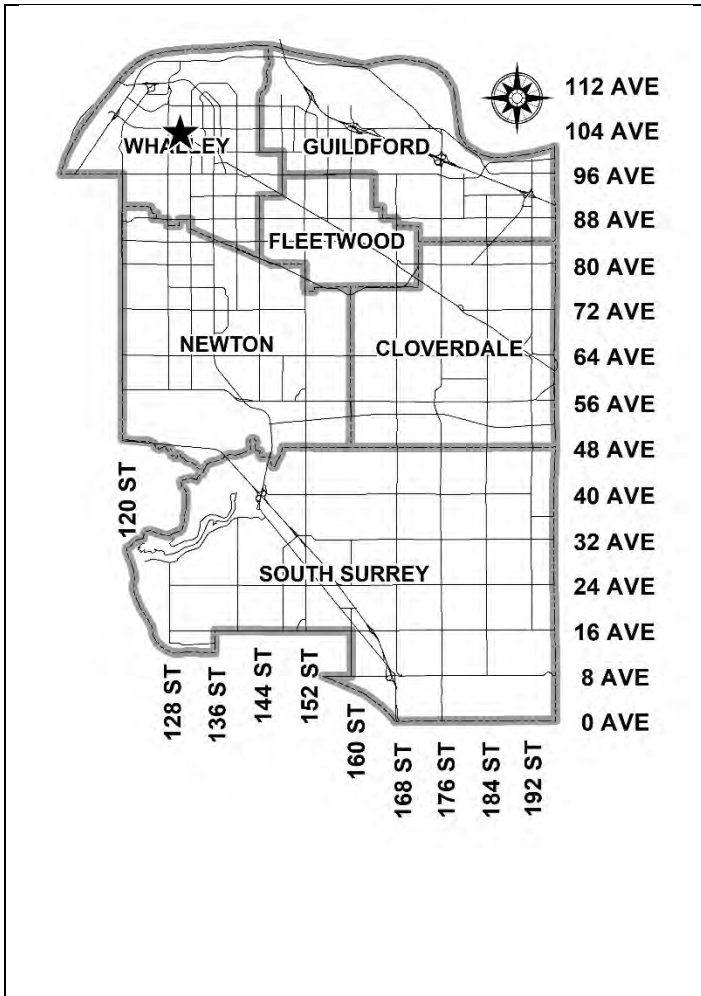 112 AVE
104 AVE
WHALLEY
GUILDFORD
96 AVE
88 AVE
FLEETWOOD
80 AVE
72 AVE
NEWTON
CLOVERDALE
64 AVE
56 AVE
48 AVE
120 ST
40 AVE
32 AVE
SOUTH SURREY
24 AVE
16 AVE
8 AVE
128 ST
136 ST
144 ST
152 ST
160 ST
0 AVE
168 ST
176 ST
184 ST
192 ST